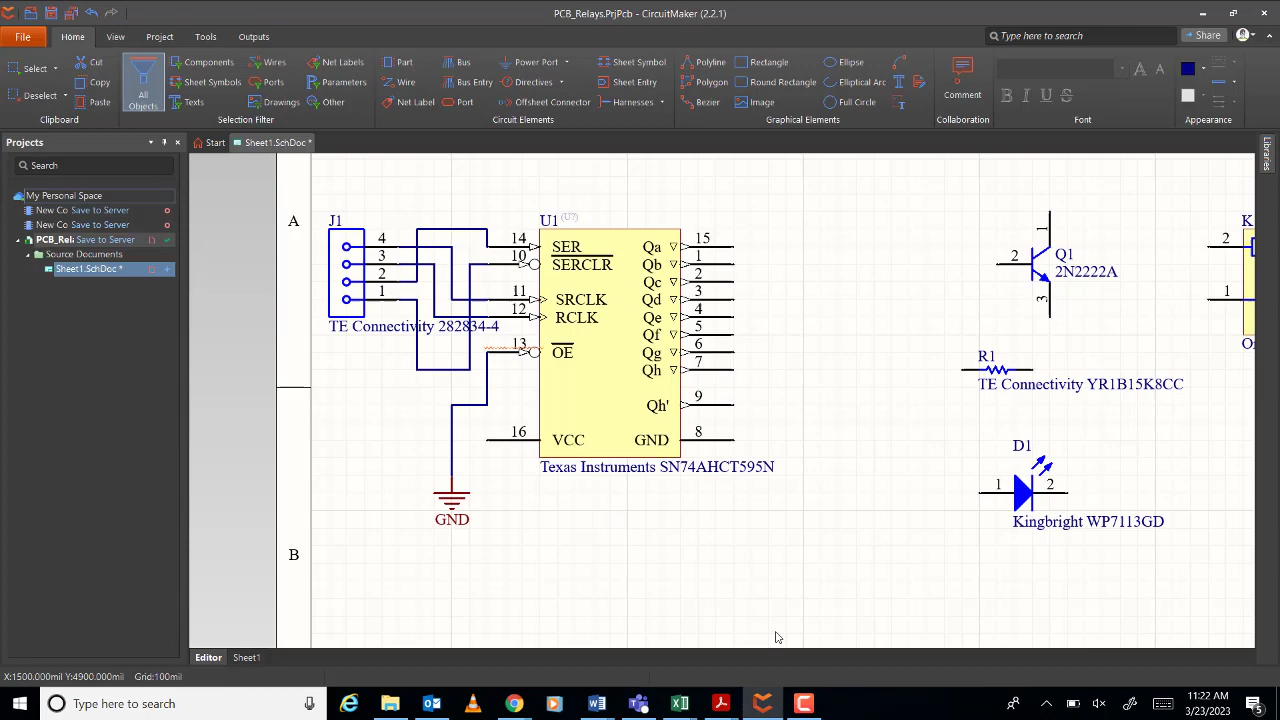 PCB_Relays.PrjPcb - CircuitMaker (2.2.1)
File Home View Project Tools Outputs Type here to search Share
Select Cut Components Wires Net Labels Part Bus Power Port Sheet Symbol Polyline Rectangle Ellipse
Deselect Copy Sheet Symbols Ports Parameters Wire Bus Entry Directives Sheet Entry Polygon Round Rectangle Elliptical Arc
Paste All Objects Texts Drawings Other Net Label Port Offsheet Connector Harnesses Bezier Image Full Circle Comment B I U S
Clipboard Selection Filter Circuit Elements Graphical Elements Collaboration Font Appearance
Projects Start Sheet1.SchDoc *
Libraries
Search
My Personal Space
New Co Save to Server
New Co Save to Server
PCB_Rela Save to Server
Source Documents
Sheet1.SchDoc *
A
B
J1
4
3
2
1
TE Connectivity 282834-4
U1 (U?)
14 SER Qa 15
10 SERCLR Qb 1
Qc 2
11 SRCLK Qd 3
12 RCLK Qe 4
Qf 5
13 OE Qg 6
Qh 7
Qh' 9
16 VCC GND 8
Texas Instruments SN74AHCT595N
GND
1
2 Q1
2N2222A
3
R1
TE Connectivity YR1B15K8CC
D1
1 2
Kingbright WP7113GD
K
2
1
Or
Editor Sheet1
X:1500.000mil Y:4900.000mil Grid:100mil
Type here to search
11:22 AM
3/23/2023
5